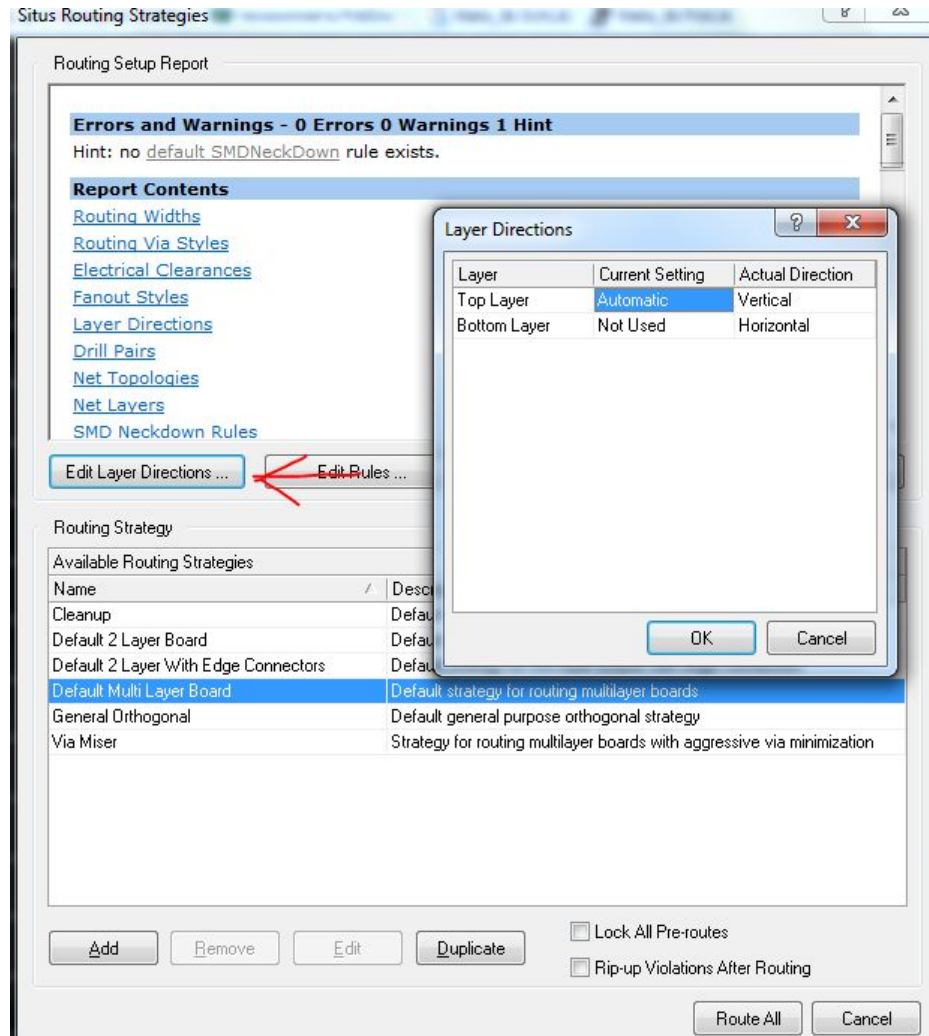 Situs Routing Strategies
Routing Setup Report
Errors and Warnings - 0 Errors 0 Warnings 1 Hint
Hint: no default SMDNeckDown rule exists.
Report Contents
Routing Widths
Routing Via Styles
Electrical Clearances
Fanout Styles
Layer Directions
Drill Pairs
Net Topologies
Net Layers
SMD Neckdown Rules
Edit Layer Directions ...
Edit Rules ...
Layer Directions
Layer Current Setting Actual Direction
Top Layer Automatic Vertical
Bottom Layer Not Used Horizontal
OK Cancel
Routing Strategy
Available Routing Strategies
Name
Cleanup
Default 2 Layer Board
Default 2 Layer With Edge Connectors
Default Multi Layer Board Default strategy for routing multilayer boards
General Orthogonal Default general purpose orthogonal strategy
Via Miser Strategy for routing multilayer boards with aggressive via minimization
Add Remove Edit Duplicate
Lock All Pre-routes
Rip-up Violations After Routing
Route All Cancel